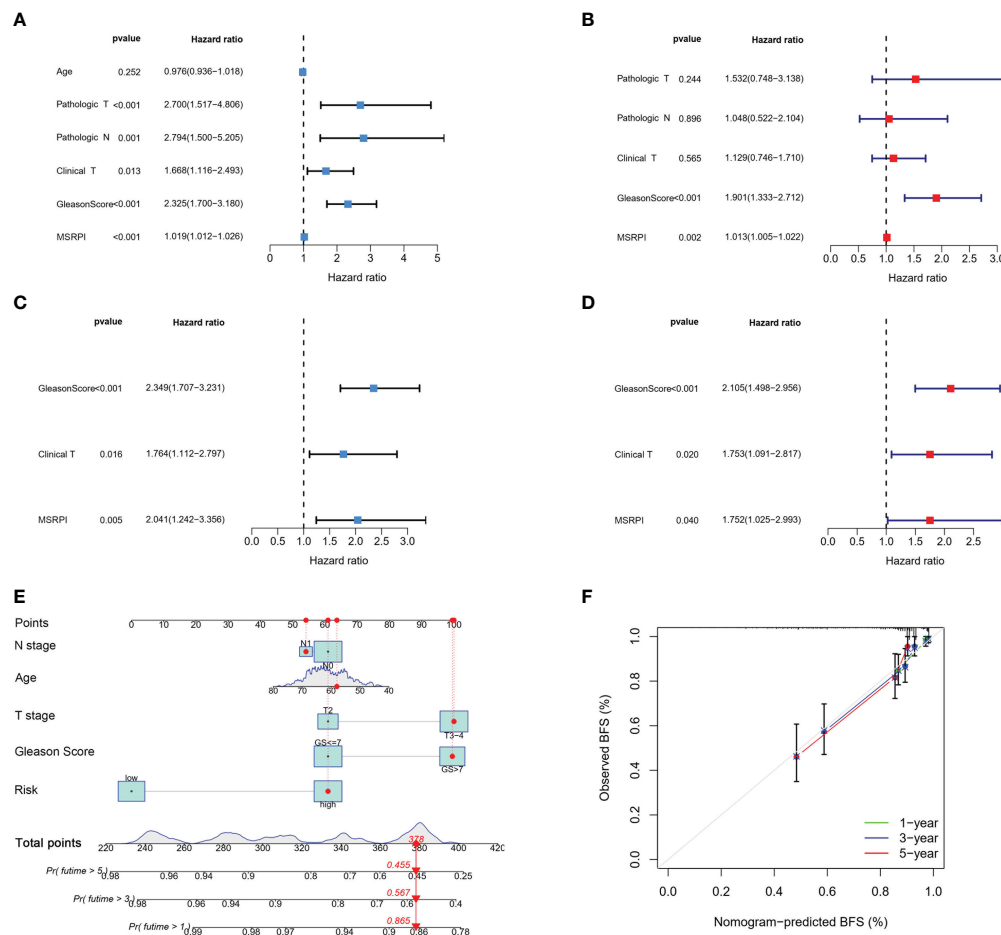 A
pvalue Hazard ratio
Age 0.252 0.976(0.936−1.018)
Pathologic T <0.001 2.700(1.517−4.806)
Pathologic N 0.001 2.794(1.500−5.205)
Clinical T 0.013 1.668(1.116−2.493)
GleasonScore<0.001 2.325(1.700−3.180)
MSRPI <0.001 1.019(1.012−1.026)
0 1 2 3 4 5
Hazard ratio
B
pvalue Hazard ratio
Pathologic T 0.244 1.532(0.748−3.138)
Pathologic N 0.896 1.048(0.522−2.104)
Clinical T 0.565 1.129(0.746−1.710)
GleasonScore<0.001 1.901(1.333−2.712)
MSRPI 0.002 1.013(1.005−1.022)
0.0 0.5 1.0 1.5 2.0 2.5 3.0
Hazard ratio
C
pvalue Hazard ratio
GleasonScore<0.001 2.349(1.707−3.231)
Clinical T 0.016 1.764(1.112−2.797)
MSRPI 0.005 2.041(1.242−3.356)
0.0 0.5 1.0 1.5 2.0 2.5 3.0
Hazard ratio
D
pvalue Hazard ratio
GleasonScore<0.001 2.105(1.498−2.956)
Clinical T 0.020 1.753(1.091−2.817)
MSRPI 0.040 1.752(1.025−2.993)
0.0 0.5 1.0 1.5 2.0 2.5
Hazard ratio
E
Points 0 10 20 30 40 50 60 70 80 90 100
N stage N1 N0
Age
80 70 60 50 40
T stage T2 T3−4
Gleason Score GS<=7 GS>7
Risk low high
Total points 378
220 240 260 280 300 320 340 360 380 400 420
0.455
Pr( futime > 5 )
0.98 0.96 0.94 0.9 0.8 0.7 0.6 0.45 0.25
0.567
Pr( futime > 3 )
0.98 0.96 0.94 0.9 0.8 0.7 0.6 0.4
0.865
Pr( futime > 1 )
0.99 0.98 0.97 0.94 0.9 0.86 0.78
F
Observed BFS (%)
1.0
0.8
0.6
0.4
0.2
0.0
1−year
3−year
5−year
0.0 0.2 0.4 0.6 0.8 1.0
Nomogram−predicted BFS (%)